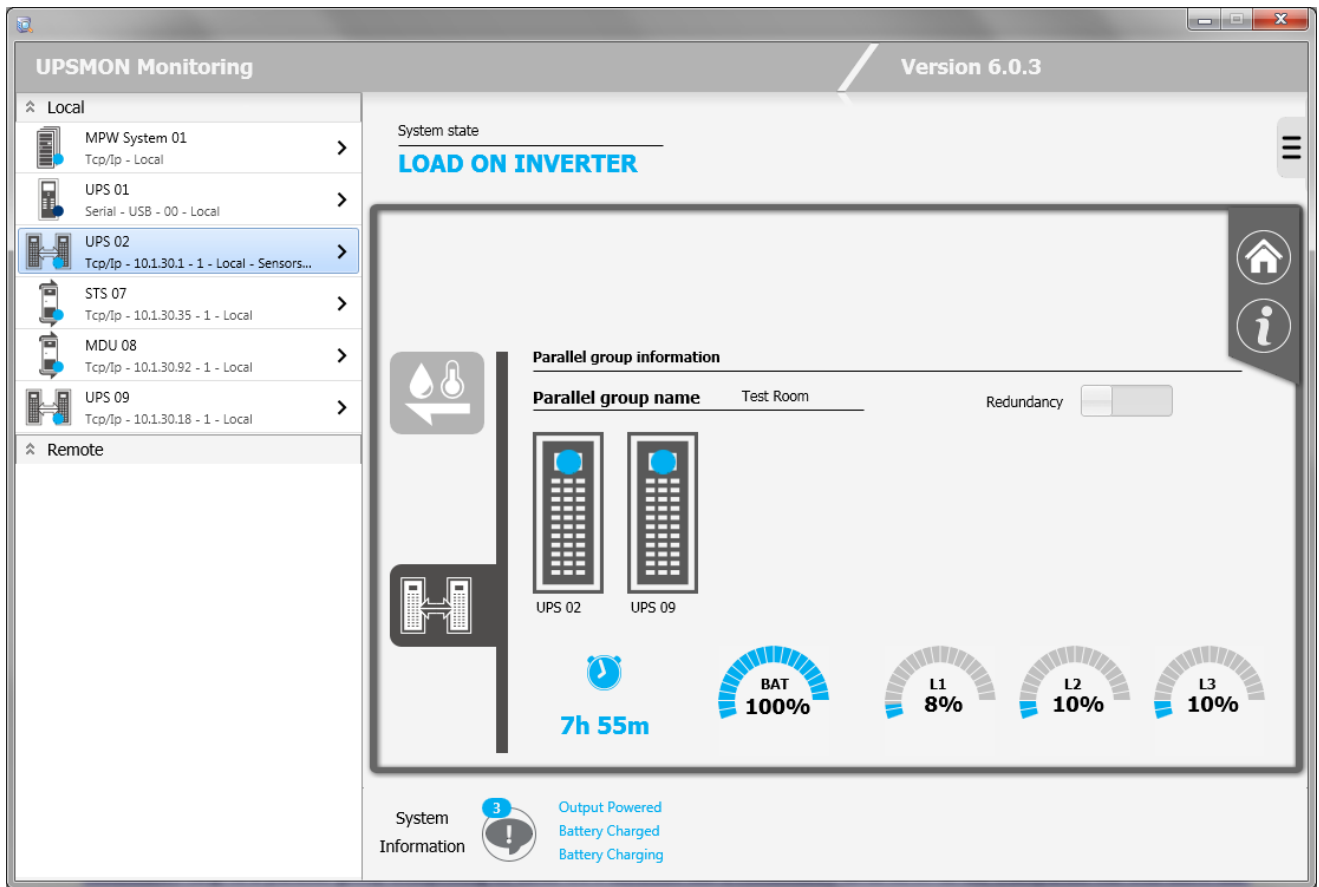 UPSMON Monitoring
Version 6.0.3
Local
MPW System 01
Tcp/Ip - Local
UPS 01
Serial - USB - 00 - Local
UPS 02
Tcp/Ip - 10.1.30.1 - 1 - Local - Sensors...
STS 07
Tcp/Ip - 10.1.30.35 - 1 - Local
MDU 08
Tcp/Ip - 10.1.30.92 - 1 - Local
UPS 09
Tcp/Ip - 10.1.30.18 - 1 - Local
Remote
System state
LOAD ON INVERTER
Parallel group information
Parallel group name Test Room Redundancy
UPS 02 UPS 09
7h 55m
BAT
100%
L1
8%
L2
10%
L3
10%
System
Information
3
Output Powered
Battery Charged
Battery Charging